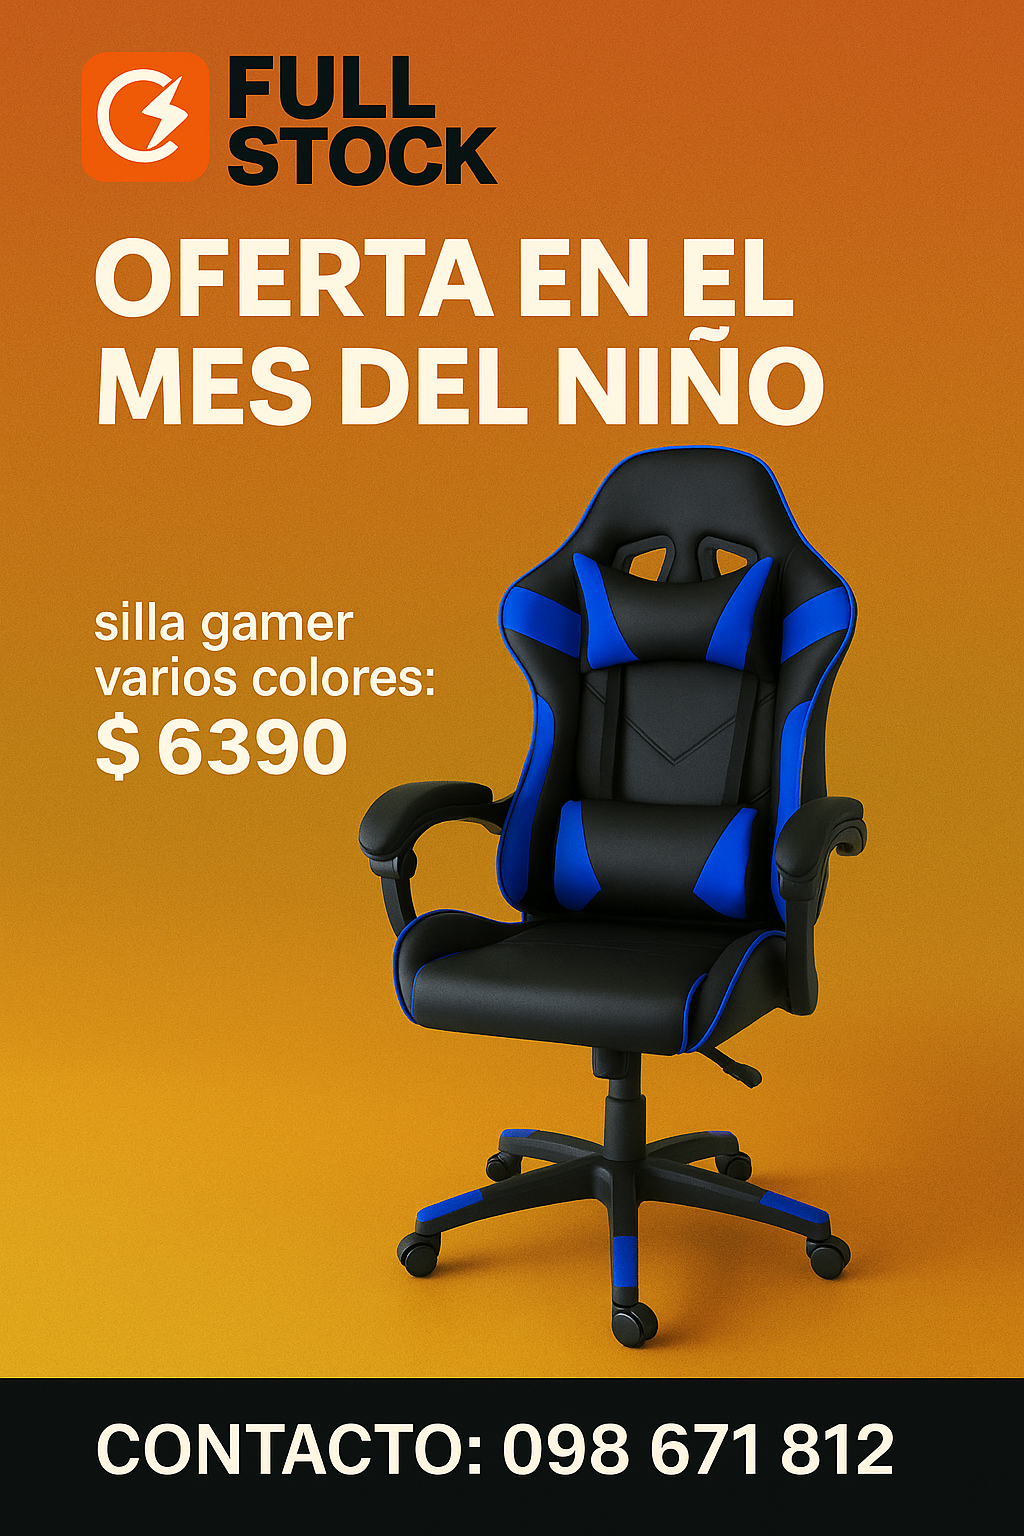 FULL
STOCK
OFERTA EN EL
MES DEL NIÑO
silla gamer
varios colores:
$ 6390
CONTACTO: 098 671 812